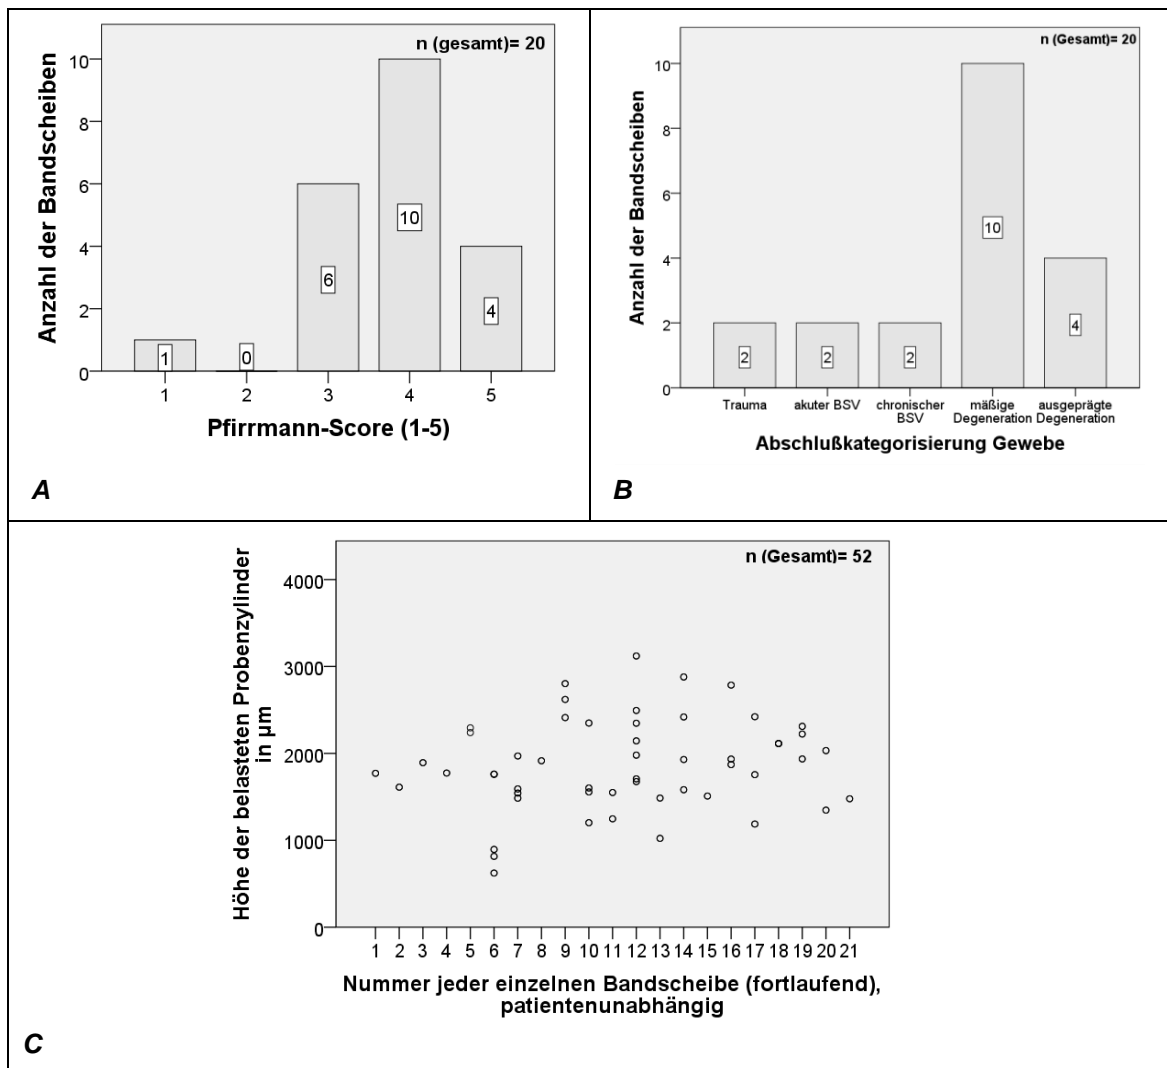 n (gesamt)= 20
Anzahl der Bandscheiben
10
8
6
4
2
0
1
0
6
10
4
1 2 3 4 5
Pfirrmann-Score (1-5)
A
n (Gesamt)= 20
Anzahl der Bandscheiben
10
8
6
4
2
0
2
2
2
10
4
Trauma akuter BSV chronischer mäßige ausgeprägte
BSV Degeneration Degeneration
Abschlußkategorisierung Gewebe
B
n (Gesamt)= 52
Höhe der belasteten Probenzylinder
in µm
4000
3000
2000
1000
0
1 2 3 4 5 6 7 8 9 10 11 12 13 14 15 16 17 18 19 20 21
Nummer jeder einzelnen Bandscheibe (fortlaufend),
patientenunabhängig
C